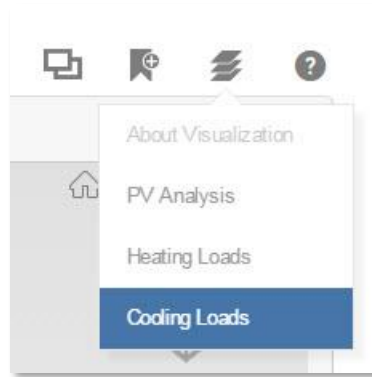 About Visualization
PV Analysis
Heating Loads
Cooling Loads